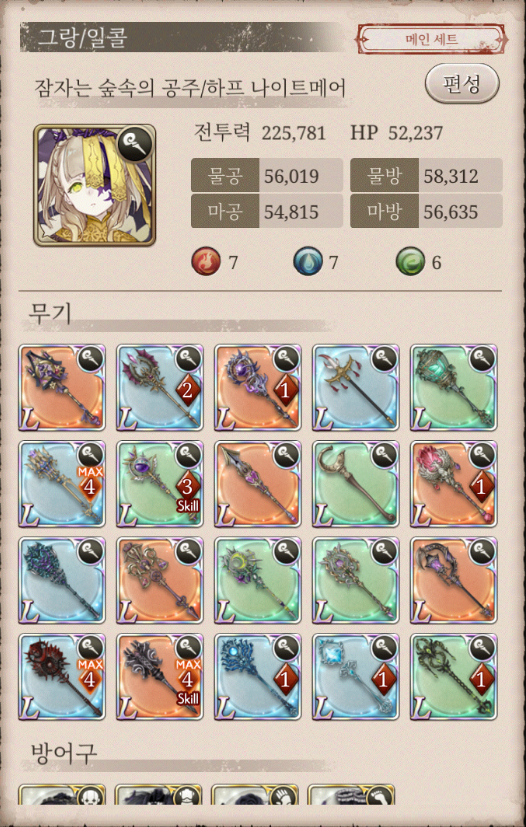 그랑/일콜
메인 세트
잠자는 숲속의 공주/하프 나이트메어
편성
전투력 225,781 HP 52,237
물공 56,019 물방 58,312
마공 54,815 마방 56,635
7 7 6
무기
L L 2 L 1 L L
L MAX 4 L 3 Skill L L L 1
L L L L L
L MAX 4 L MAX 4 Skill L 1 L 1 L 1
방어구